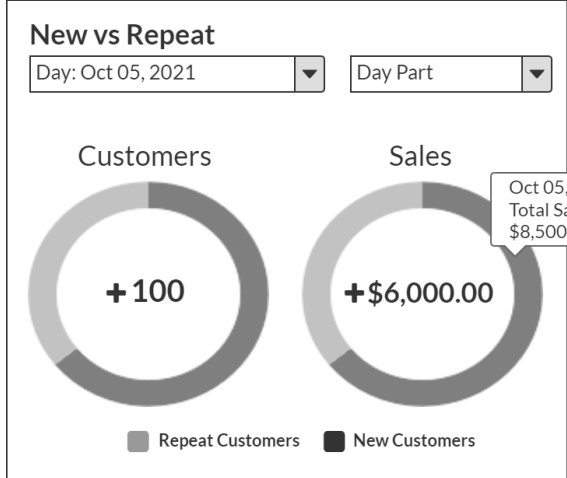 New vs Repeat
Day: Oct 05, 2021
Day Part
Customers
Sales
Oct 05,
Total Sa
$8,500
+100
+$6,000.00
Repeat Customers
New Customers